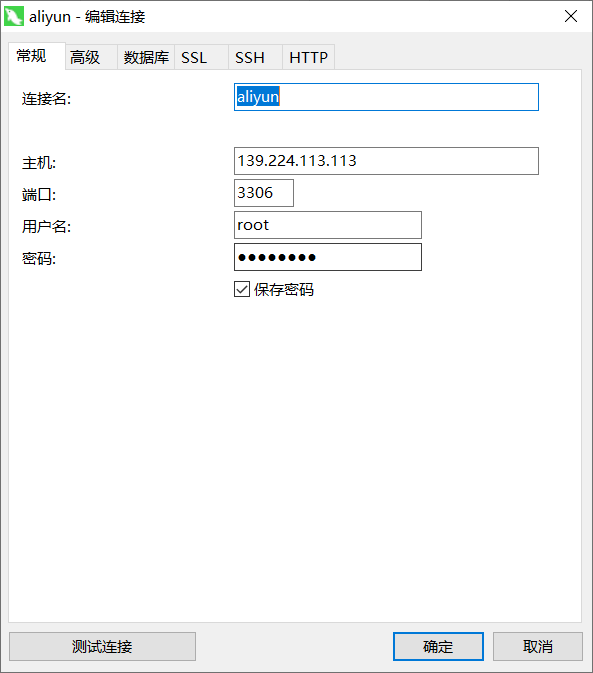 aliyun - 编辑连接
常规 高级 数据库 SSL SSH HTTP
连接名: aliyun
主机: 139.224.113.113
端口: 3306
用户名: root
密码: ●●●●●●●●
保存密码
测试连接 确定 取消